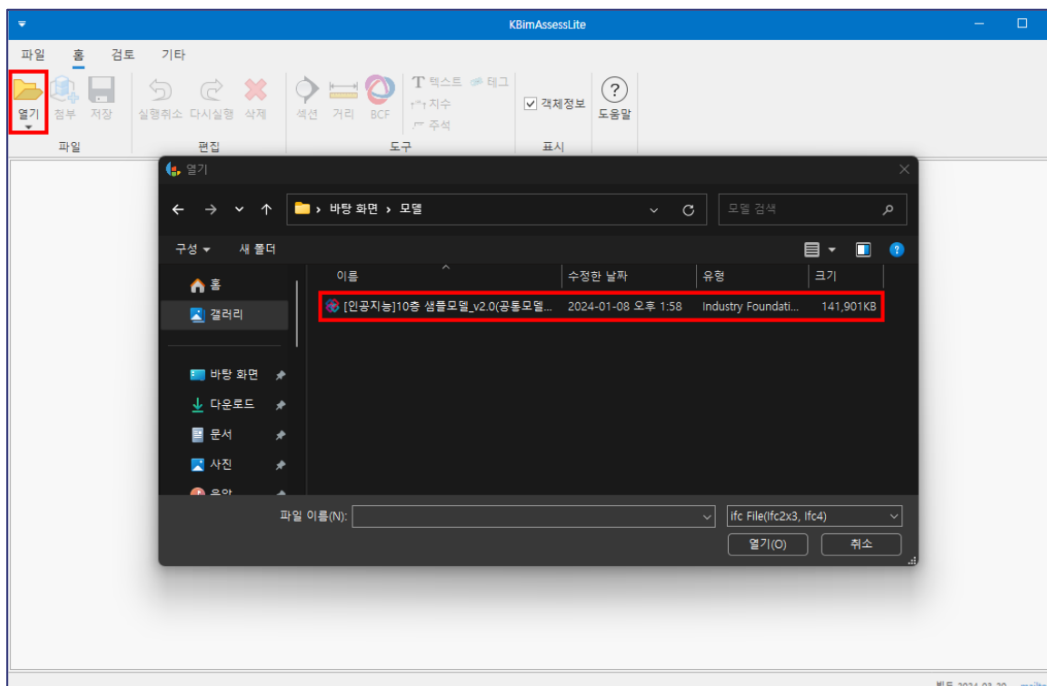 KBimAssessLite
파일 홈 검토 기타
열기 첨부 저장 실행취소 다시실행 삭제 섹션 거리 BCF 텍스트 태그 치수 주석 객체정보 도움말
파일 편집 도구 표시
열기
바탕 화면 › 모델 모델 검색
구성 새 폴더
이름 수정한 날짜 유형 크기
홈
[인공지능]10층 샘플모델_v2.0(공통모델... 2024-01-08 오후 1:58 Industry Foundati... 141,901KB
갤러리
바탕 화면
다운로드
문서
사진
음악
파일 이름(N): ifc File(Ifc2x3, Ifc4)
열기(O) 취소
2024